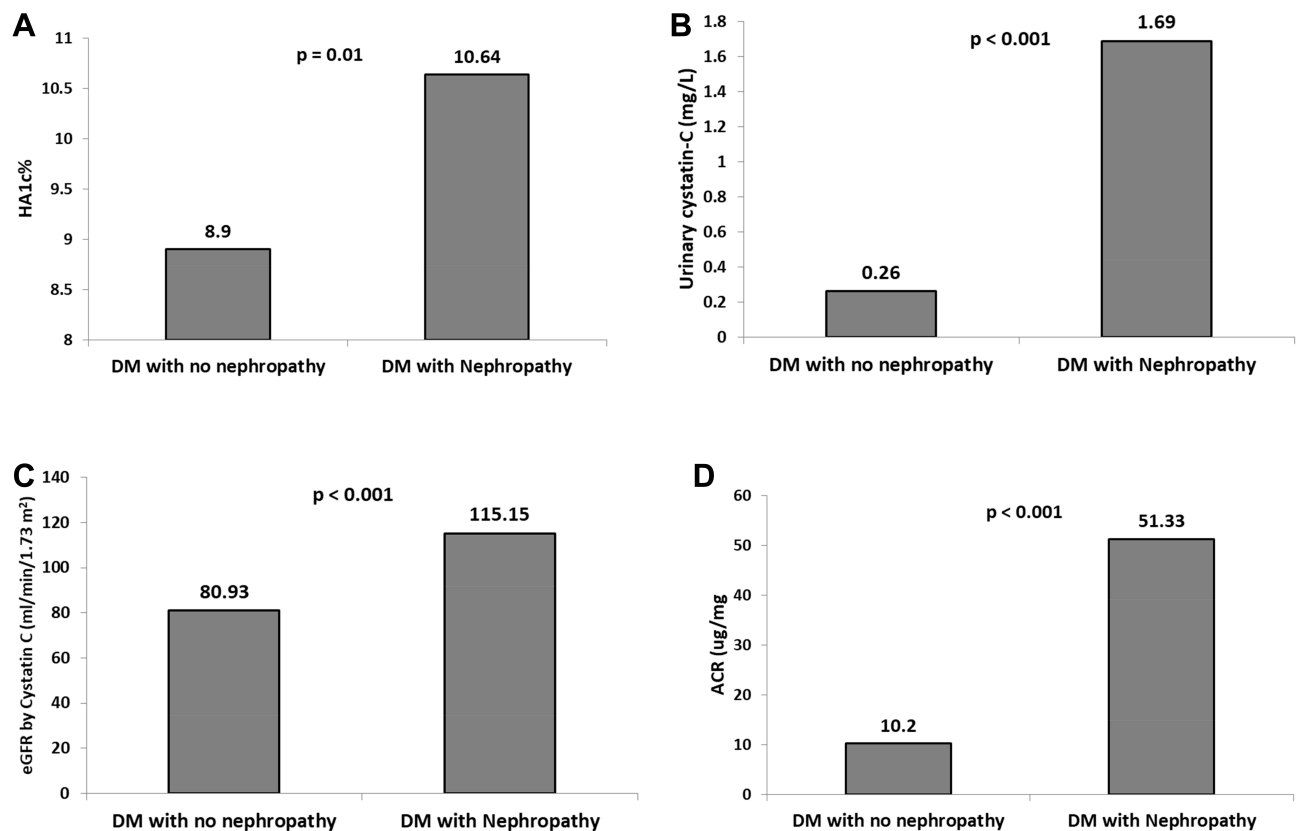 A
HA1c%
11
10.5
10
9.5
9
8.5
8
p = 0.01
8.9
10.64
DM with no nephropathy
DM with Nephropathy
B
Urinary cystatin-C (mg/L)
1.8
1.6
1.4
1.2
1
0.8
0.6
0.4
0.2
0
p < 0.001
0.26
1.69
DM with no nephropathy
DM with Nephropathy
C
eGFR by Cystatin C (ml/min/1.73 m²)
140
120
100
80
60
40
20
0
p < 0.001
80.93
115.15
DM with no nephropathy
DM with Nephropathy
D
ACR (ug/mg
60
50
40
30
20
10
0
p < 0.001
10.2
51.33
DM with no nephropathy
DM with Nephropathy